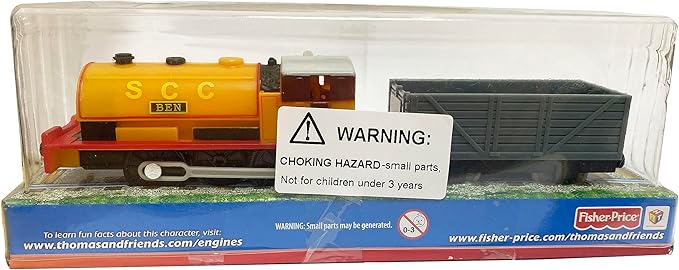 S C C
BEN
WARNING:
CHOKING HAZARD-small parts,
Not for children under 3 years
To learn fun facts about this character, visit:
www.thomasandfriends.com/engines
WARNING: Small parts may be generated.
0-3
Fisher-Price®
www.fisher-price.com/thomasandfriends